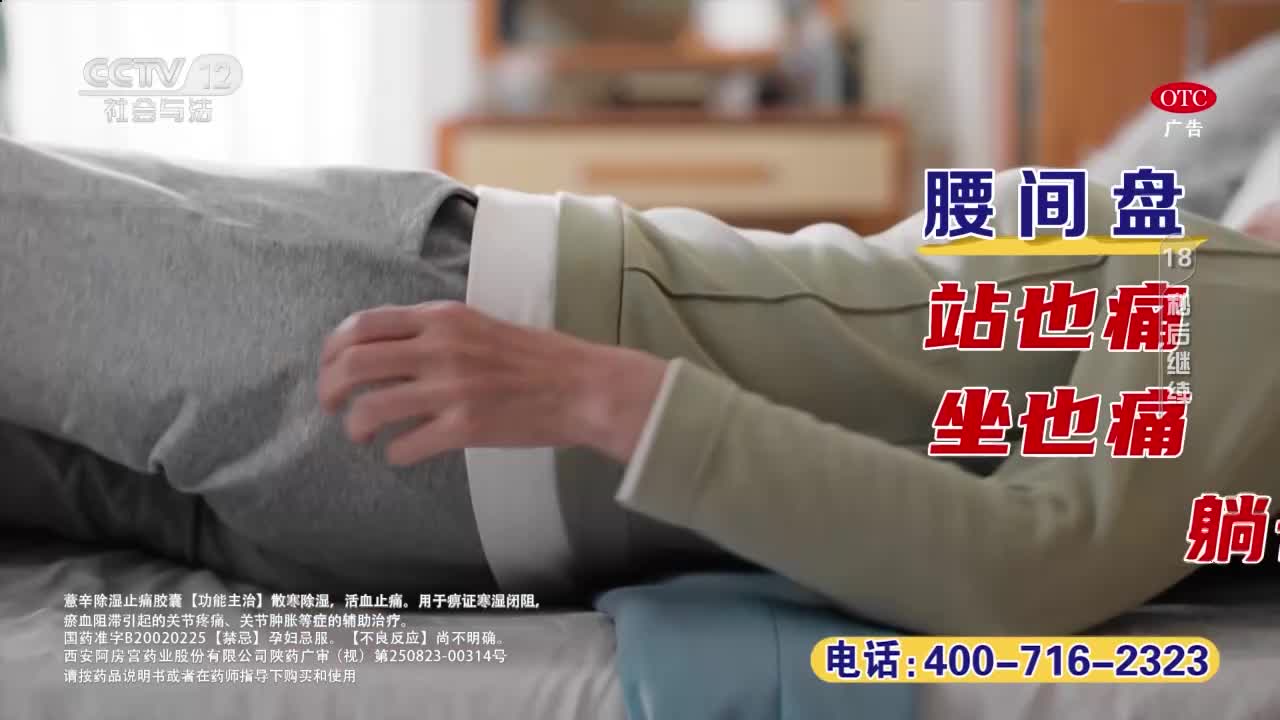 CCTV 12
社会与法
OTC
广告
腰间盘
站也痛
坐也痛
躺
18秒后继续
薏辛除湿止痛胶囊【功能主治】散寒除湿，活血止痛。用于痹证寒湿闭阻，
瘀血阻滞引起的关节疼痛、关节肿胀等症的辅助治疗。
国药准字B20020225【禁忌】孕妇忌服。【不良反应】尚不明确。
西安阿房宫药业股份有限公司陕药广审（视）第250823-00314号
请按药品说明书或者在药师指导下购买和使用
电话:400-716-2323